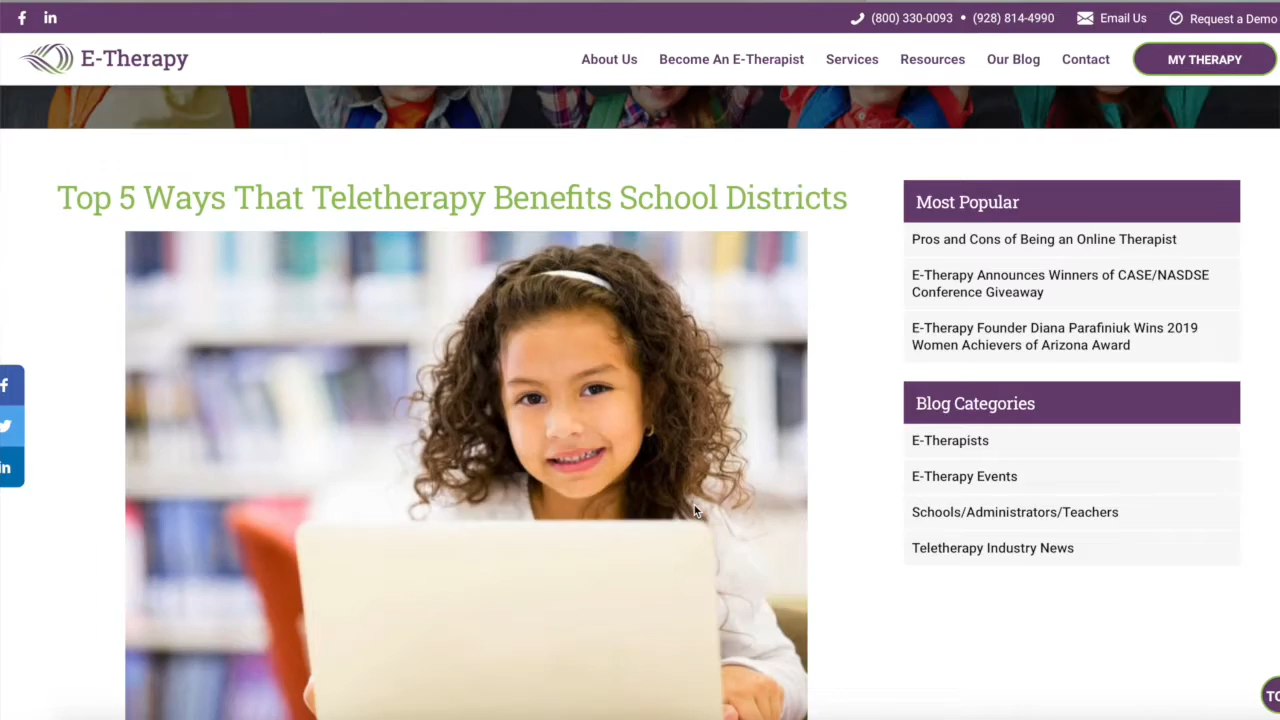 (800) 330-0093 • (928) 814-4990 Email Us Request a Demo
E-Therapy
About Us Become An E-Therapist Services Resources Our Blog Contact MY THERAPY
Top 5 Ways That Teletherapy Benefits School Districts
Most Popular
Pros and Cons of Being an Online Therapist
E-Therapy Announces Winners of CASE/NASDSE
Conference Giveaway
E-Therapy Founder Diana Parafiniuk Wins 2019
Women Achievers of Arizona Award
Blog Categories
E-Therapists
E-Therapy Events
Schools/Administrators/Teachers
Teletherapy Industry News